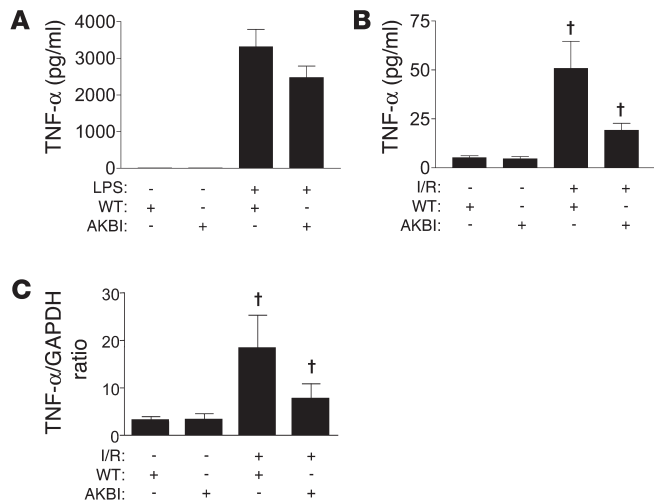 A
TNF-α (pg/ml)
4000
3000
2000
1000
0
LPS: - - + +
WT: + - + -
AKBI: - + - +
B
TNF-α (pg/ml)
75
50
25
0
† †
I/R: - - + +
WT: + - + -
AKBI: - + - +
C
TNF-α/GAPDH
ratio
30
20
10
0
† †
I/R: - - + +
WT: + - + -
AKBI: - + - +